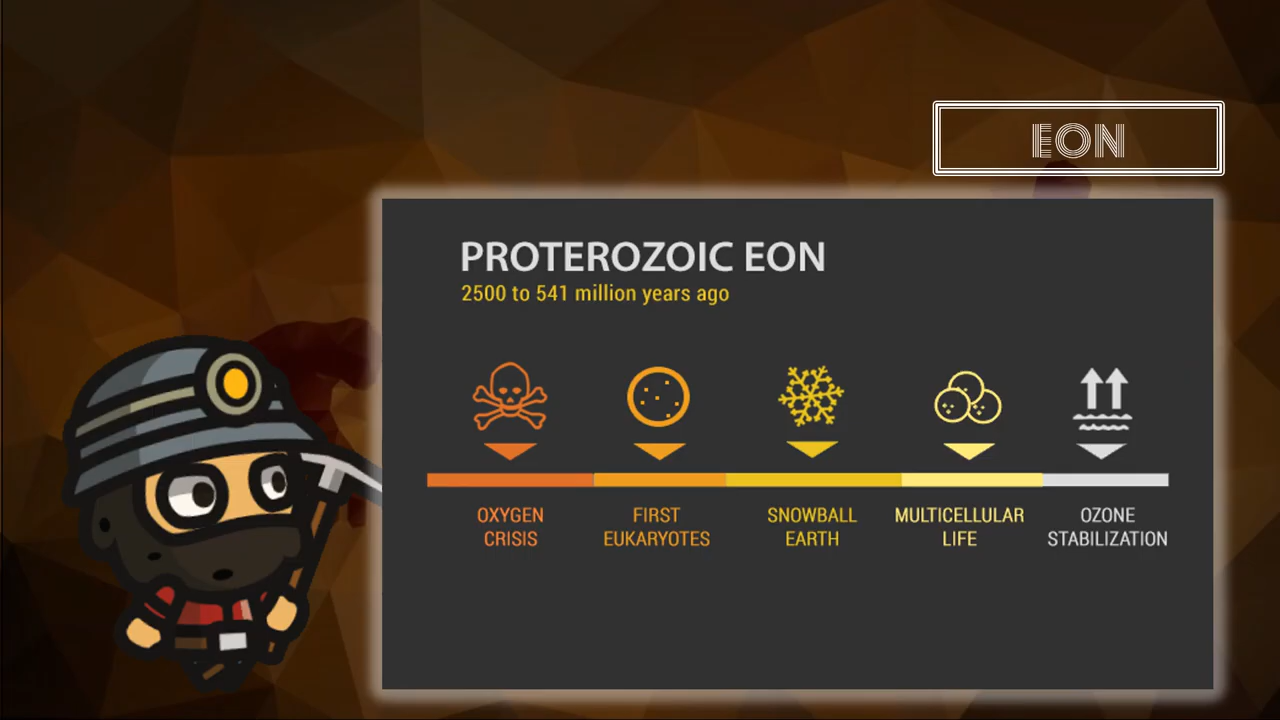 EON
PROTEROZOIC EON
2500 to 541 million years ago
OXYGEN
CRISIS
FIRST
EUKARYOTES
SNOWBALL
EARTH
MULTICELLULAR
LIFE
OZONE
STABILIZATION